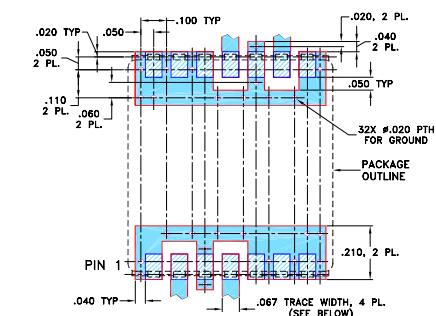 .020, 2 PL.
.100 TYP
.020 TYP
.050
.040
2 PL.
.050
2 PL.
.050 TYP
.110
2 PL.
.060
2 PL.
32X ø.020 PTH
FOR GROUND
PACKAGE
OUTLINE
.210, 2 PL.
PIN 1
.040 TYP
.067 TRACE WIDTH, 4 PL.
(SEE BELOW)